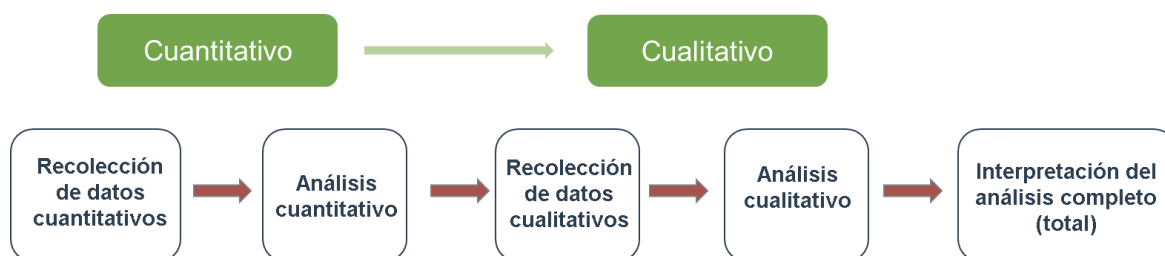 Cuantitativo
Cualitativo
Recolección
de datos
cuantitativos
Análisis
cuantitativo
Recolección
de datos
cualitativos
Análisis
cualitativo
Interpretación del
análisis completo
(total)